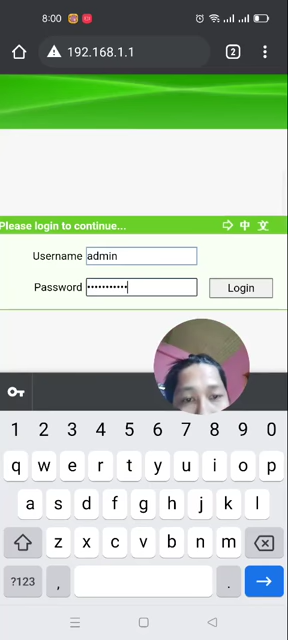 8:00
192.168.1.1
2
Please login to continue...
中 文
Username
admin
Password
•••••••••••
Login
1 2 3 4 5 6 7 8 9 0
q w e r t y u i o p
a s d f g h j k l
z x c v b n m
?123 , .